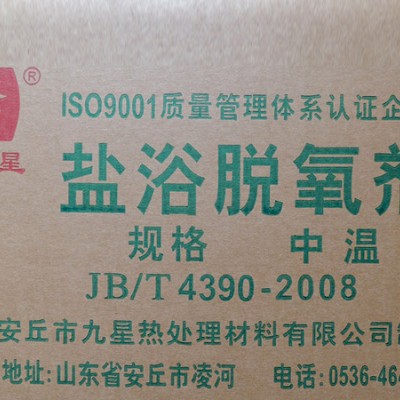 ®
ISO9001质量管理体系认证企
星
盐浴脱氧剂
规格 中温
JB/T 4390-2008
安丘市九星热处理材料有限公司制
地址:山东省安丘市凌河 电话:0536-464